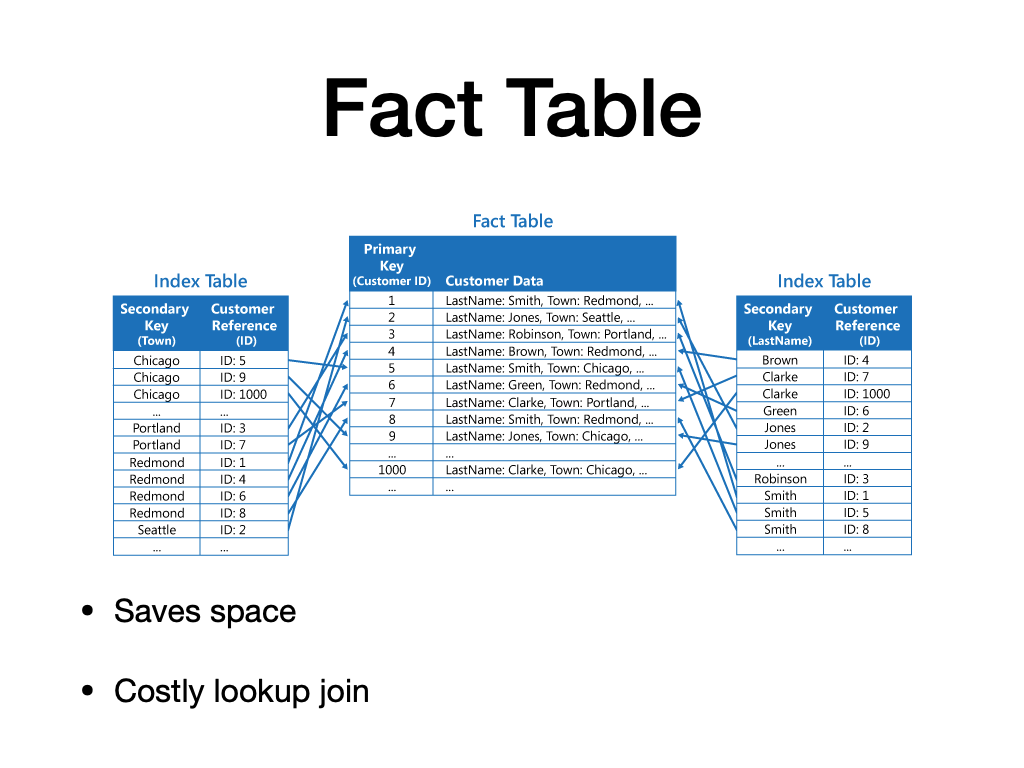 Fact Table
Fact Table
Index Table
Secondary Key (Town) Customer Reference (ID)
Chicago ID: 5
Chicago ID: 9
Chicago ID: 1000
... ...
Portland ID: 3
Portland ID: 7
Redmond ID: 1
Redmond ID: 4
Redmond ID: 6
Redmond ID: 8
Seattle ID: 2
... ...
Primary Key (Customer ID) Customer Data
1 LastName: Smith, Town: Redmond, ...
2 LastName: Jones, Town: Seattle, ...
3 LastName: Robinson, Town: Portland, ...
4 LastName: Brown, Town: Redmond, ...
5 LastName: Smith, Town: Chicago, ...
6 LastName: Green, Town: Redmond, ...
7 LastName: Clarke, Town: Portland, ...
8 LastName: Smith, Town: Redmond, ...
9 LastName: Jones, Town: Chicago, ...
... ...
1000 LastName: Clarke, Town: Chicago, ...
... ...
Index Table
Secondary Key (LastName) Customer Reference (ID)
Brown ID: 4
Clarke ID: 7
Clarke ID: 1000
Green ID: 6
Jones ID: 2
Jones ID: 9
... ...
Robinson ID: 3
Smith ID: 1
Smith ID: 5
Smith ID: 8
... ...
• Saves space
• Costly lookup join